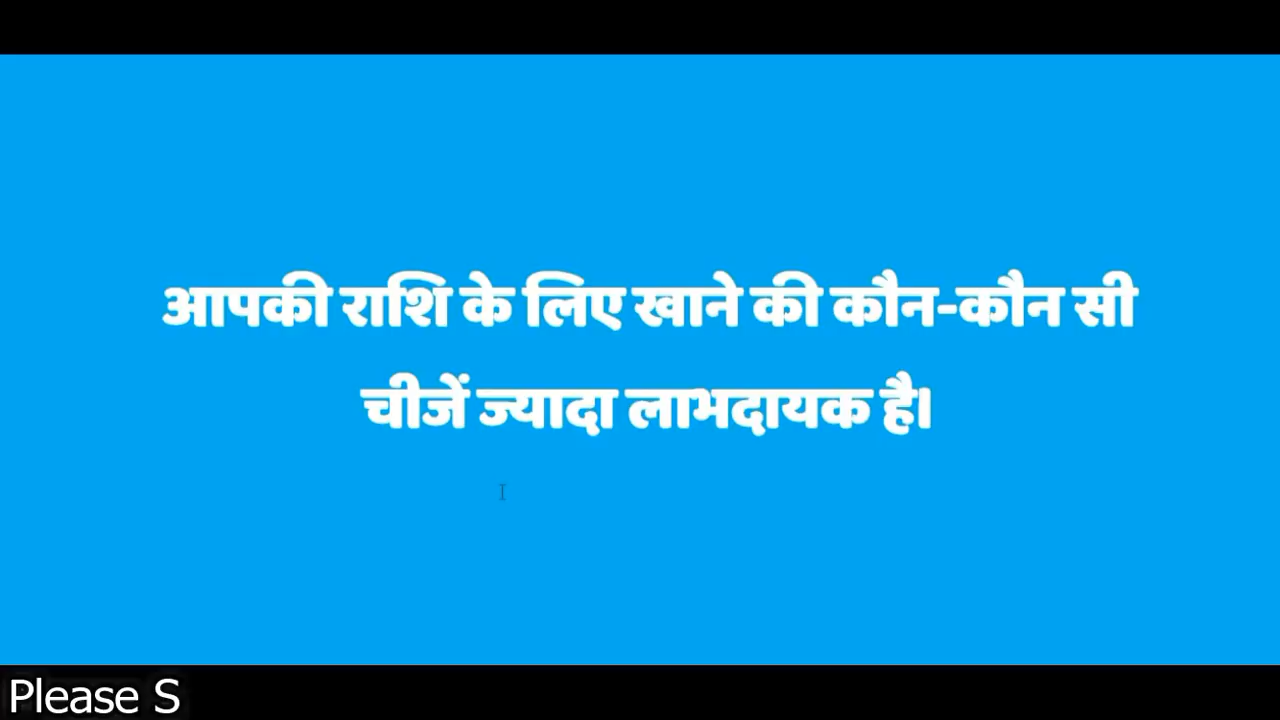 आपकी राशि के लिए खाने की कौन-कौन सी
चीजें ज्यादा लाभदायक है।
Please S